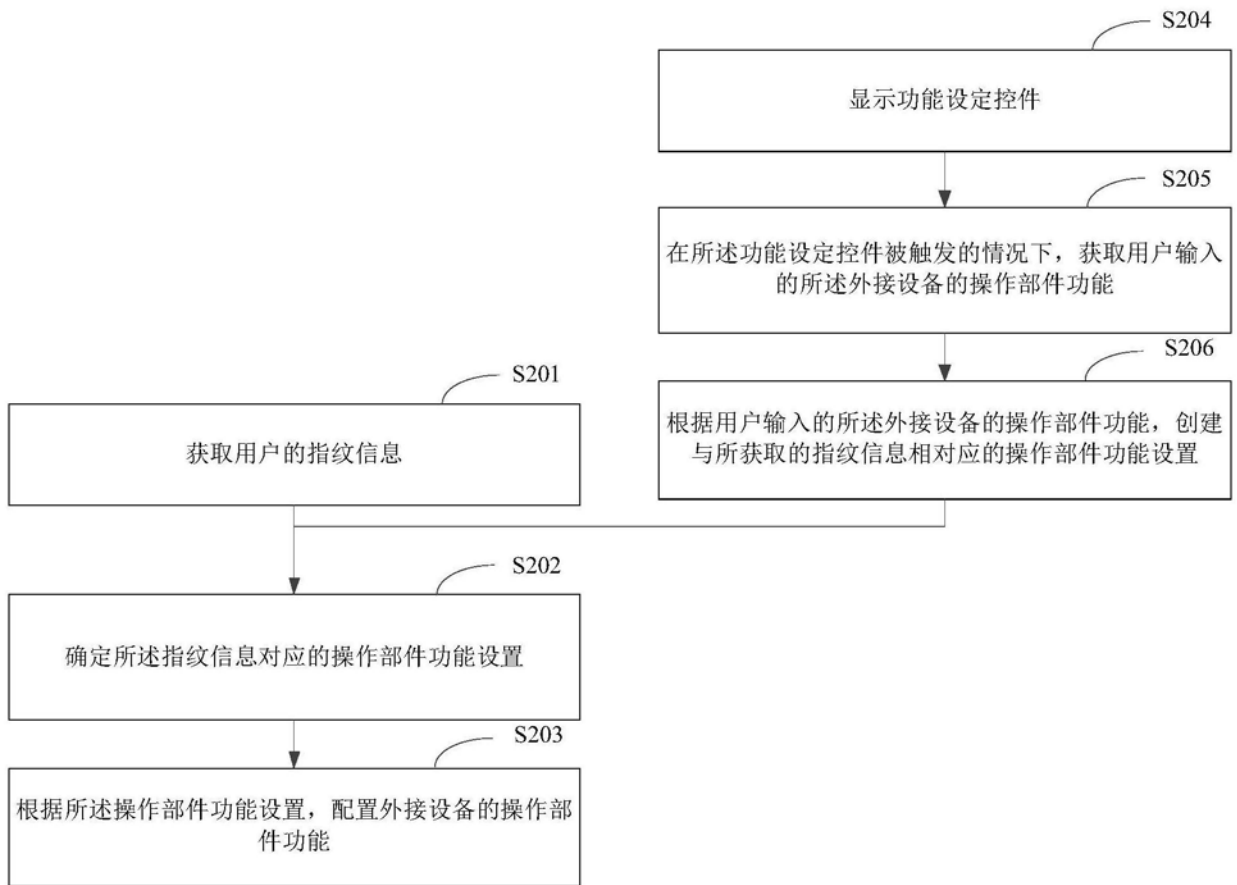 S204
显示功能设定控件
S205
在所述功能设定控件被触发的情况下，获取用户输入
的所述外接设备的操作部件功能
S206
根据用户输入的所述外接设备的操作部件功能，创建
与所获取的指纹信息相对应的操作部件功能设置
S201
获取用户的指纹信息
S202
确定所述指纹信息对应的操作部件功能设置
S203
根据所述操作部件功能设置，配置外接设备的操作部
件功能